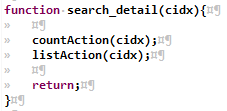 function search_detail(cidx){

    countAction(cidx);
    listAction(cidx);

    return;
}